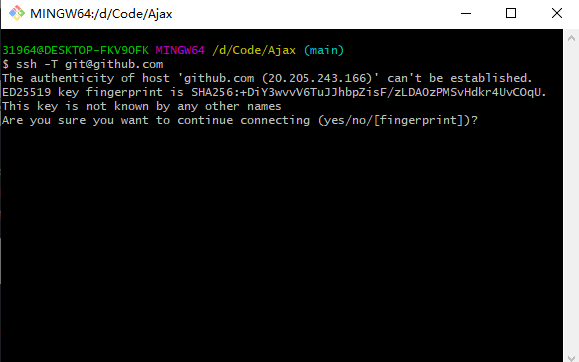 MINGW64:/d/Code/Ajax
31964@DESKTOP-FKV9OFK MINGW64 /d/Code/Ajax (main)
$ ssh -T git@github.com
The authenticity of host 'github.com (20.205.243.166)' can't be established.
ED25519 key fingerprint is SHA256:+DiY3wvvV6TuJJhbpZisF/zLDA0zPMSvHdkr4UvCOqU.
This key is not known by any other names
Are you sure you want to continue connecting (yes/no/[fingerprint])?